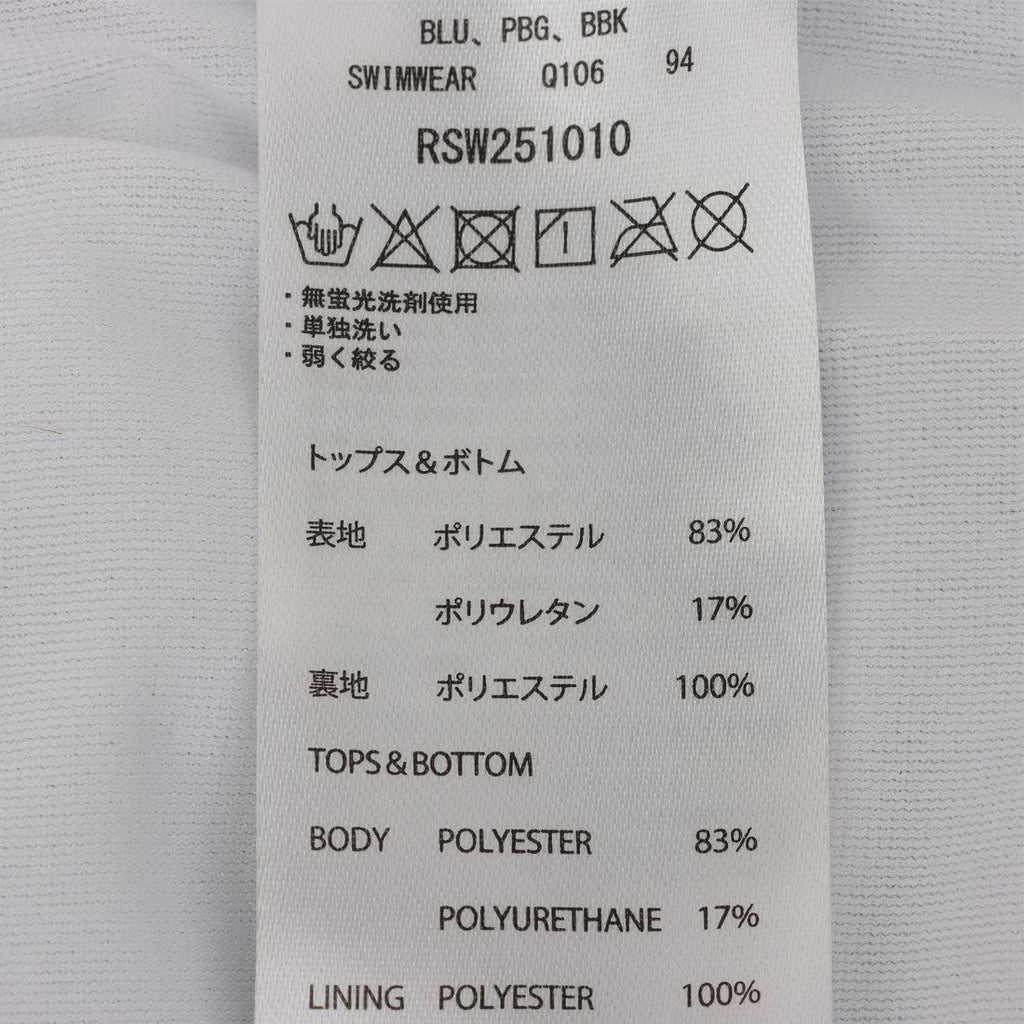 BLU、PBG、BBK
SWIMWEAR Q106 94
RSW251010
・無蛍光洗剤使用
・単独洗い
・弱く絞る
トップス&ボトム
表地 ポリエステル 83%
ポリウレタン 17%
裏地 ポリエステル 100%
TOPS&BOTTOM
BODY POLYESTER 83%
POLYURETHANE 17%
LINING POLYESTER 100%